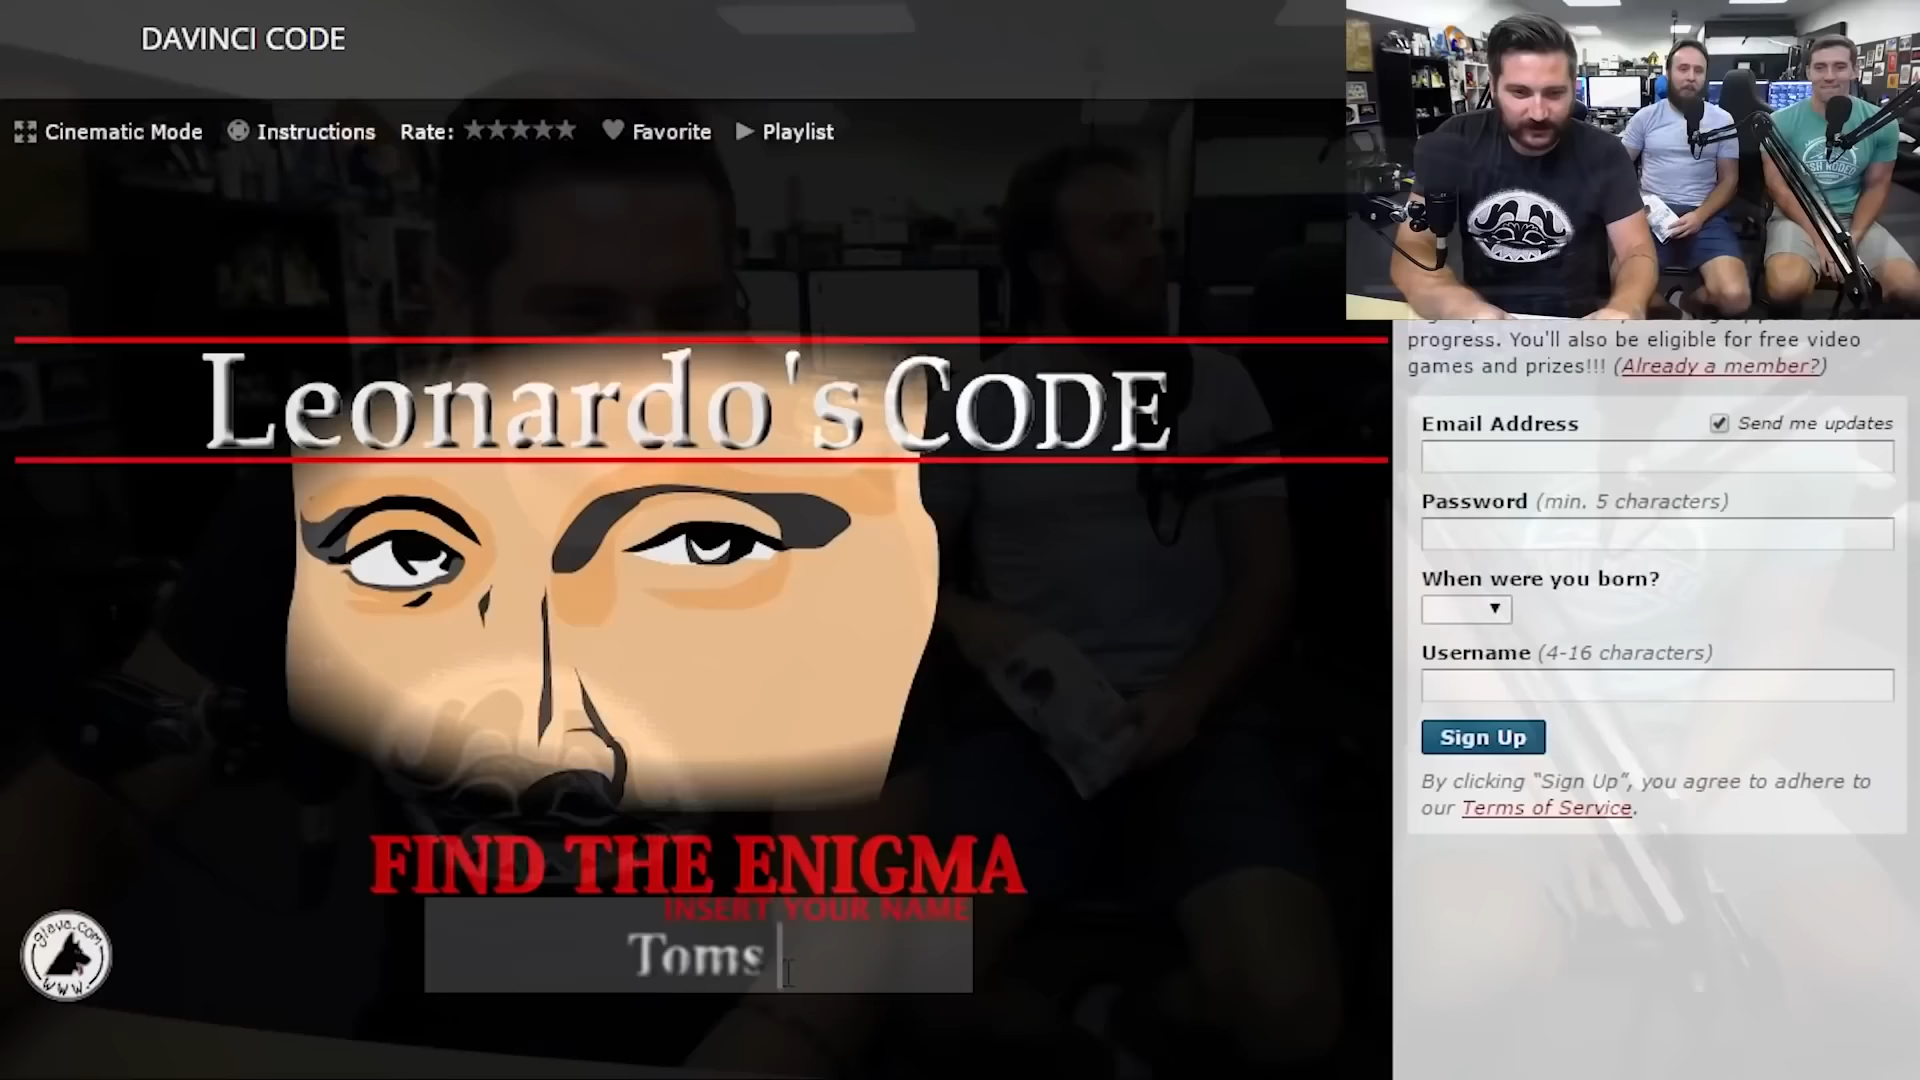 DAVINCI CODE
Cinematic Mode
Instructions
Rate:
Favorite
Playlist
Leonardo's CODE
FIND THE ENIGMA
INSERT YOUR NAME
Toms
glava.com
www.
progress. You'll also be eligible for free video
games and prizes!!! (Already a member?)
Email Address
Send me updates
Password (min. 5 characters)
When were you born?
Username (4-16 characters)
Sign Up
By clicking “Sign Up”, you agree to adhere to
our Terms of Service.